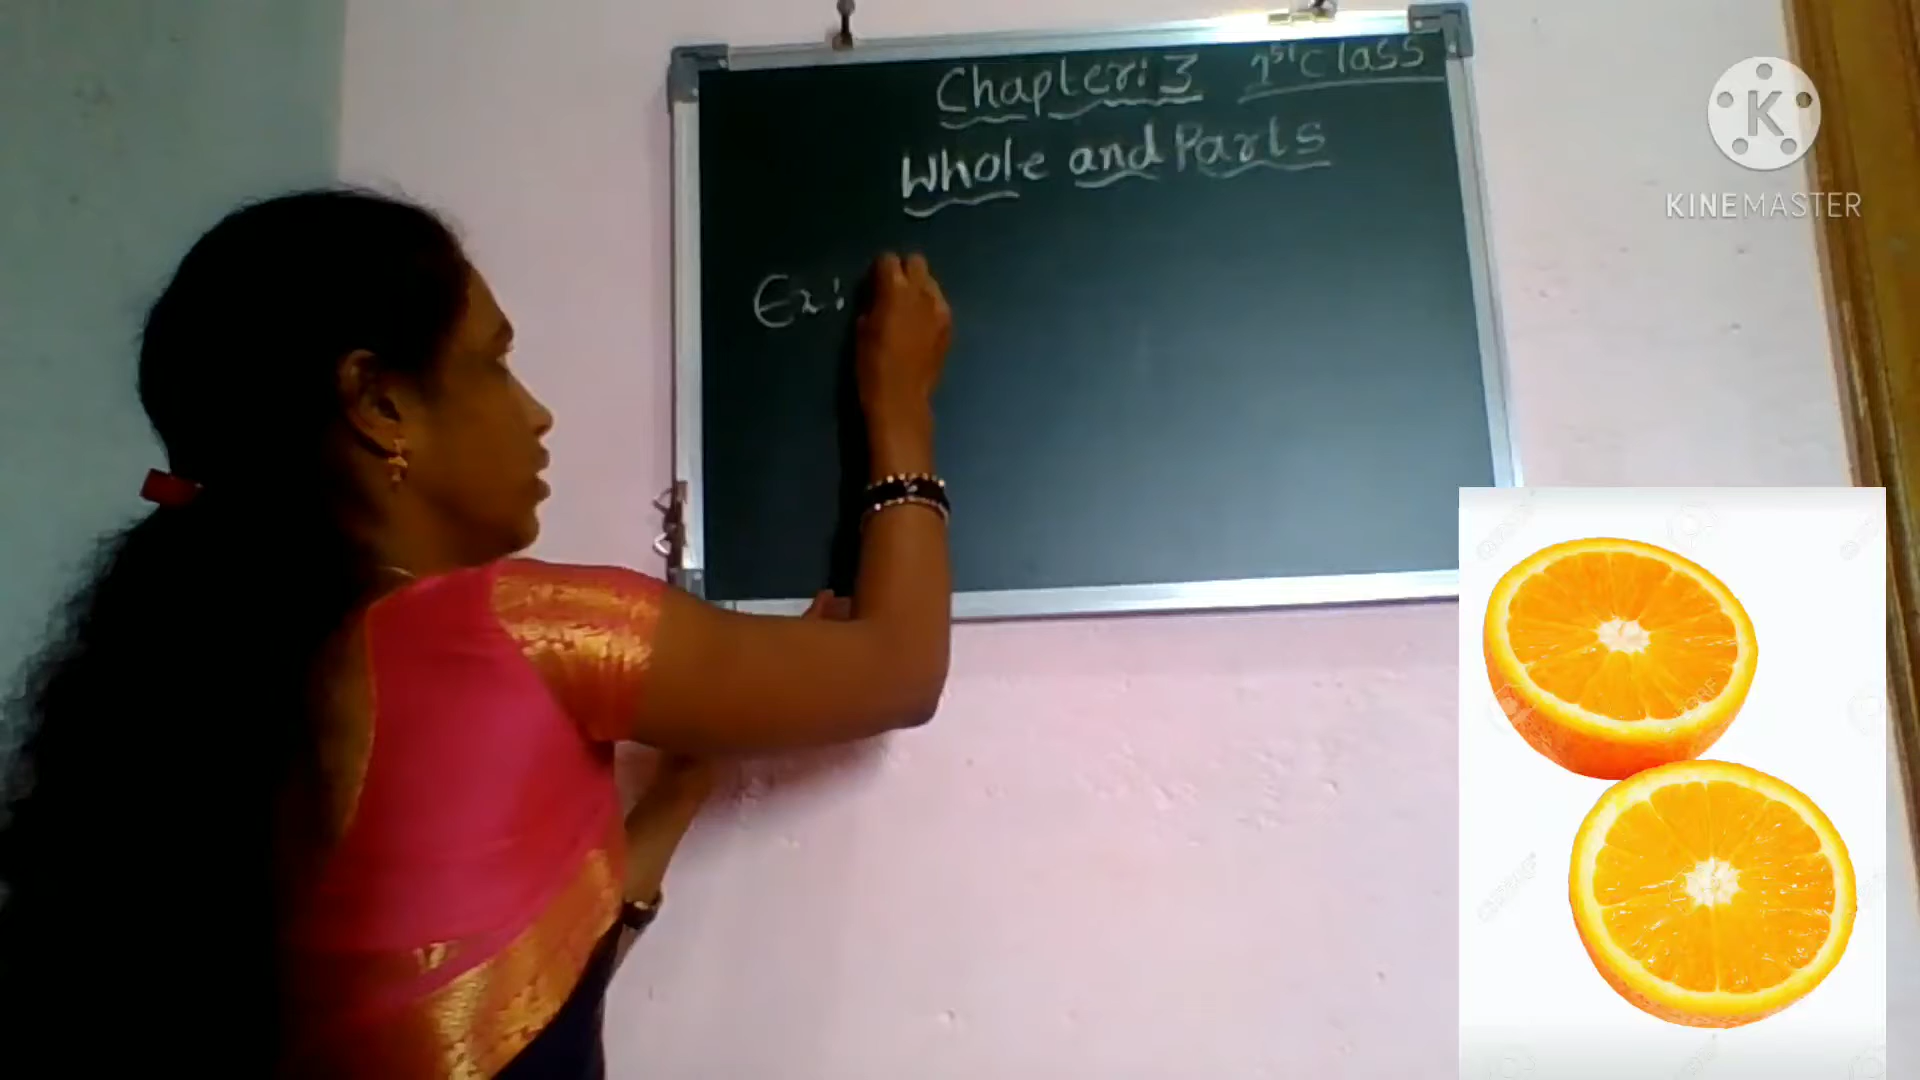 Chapter: 3 1st Class
Whole and Parts
Ex:
K
KINEMASTER